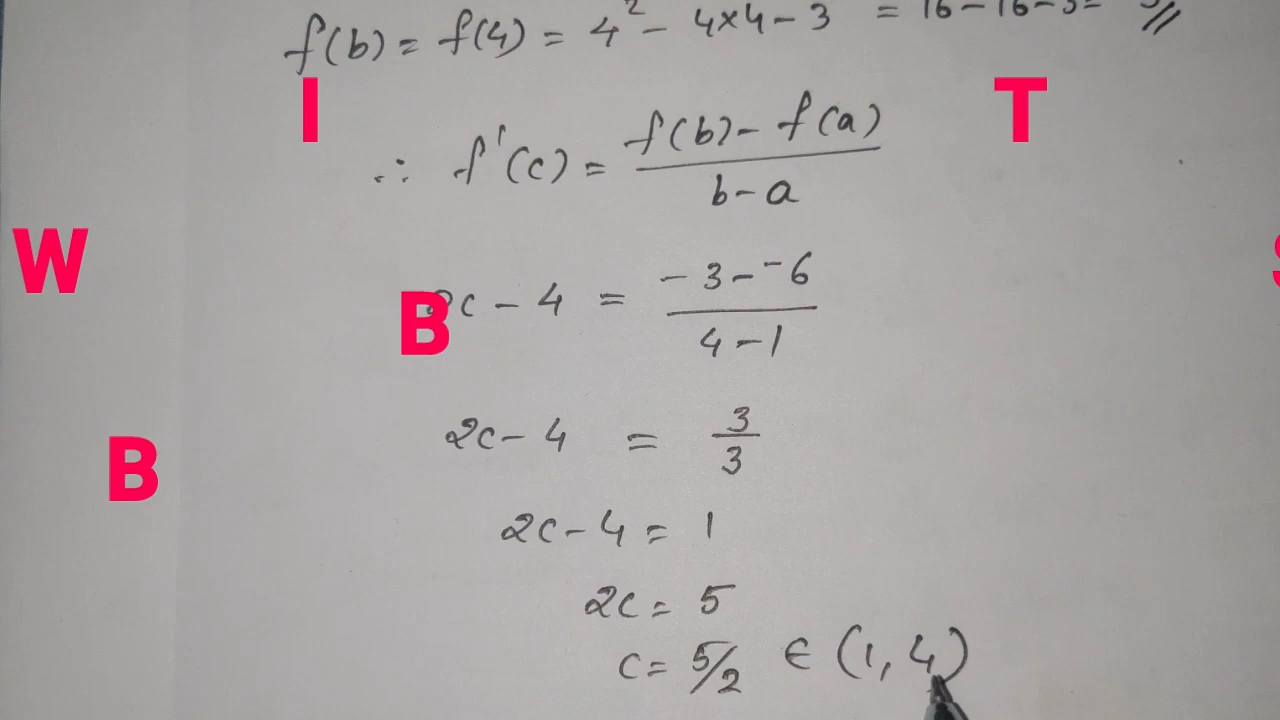 f(b) = f(4) = 4² - 4×4 - 3 = 16 - 16 - 3 =
I T
∴ f'(c) = f(b) - f(a) / b - a
W
B
2c - 4 = -3 - -6 / 4 - 1
2c - 4 = 3/3
B
2c - 4 = 1
2c = 5
c = 5/2 ∈ (1, 4)